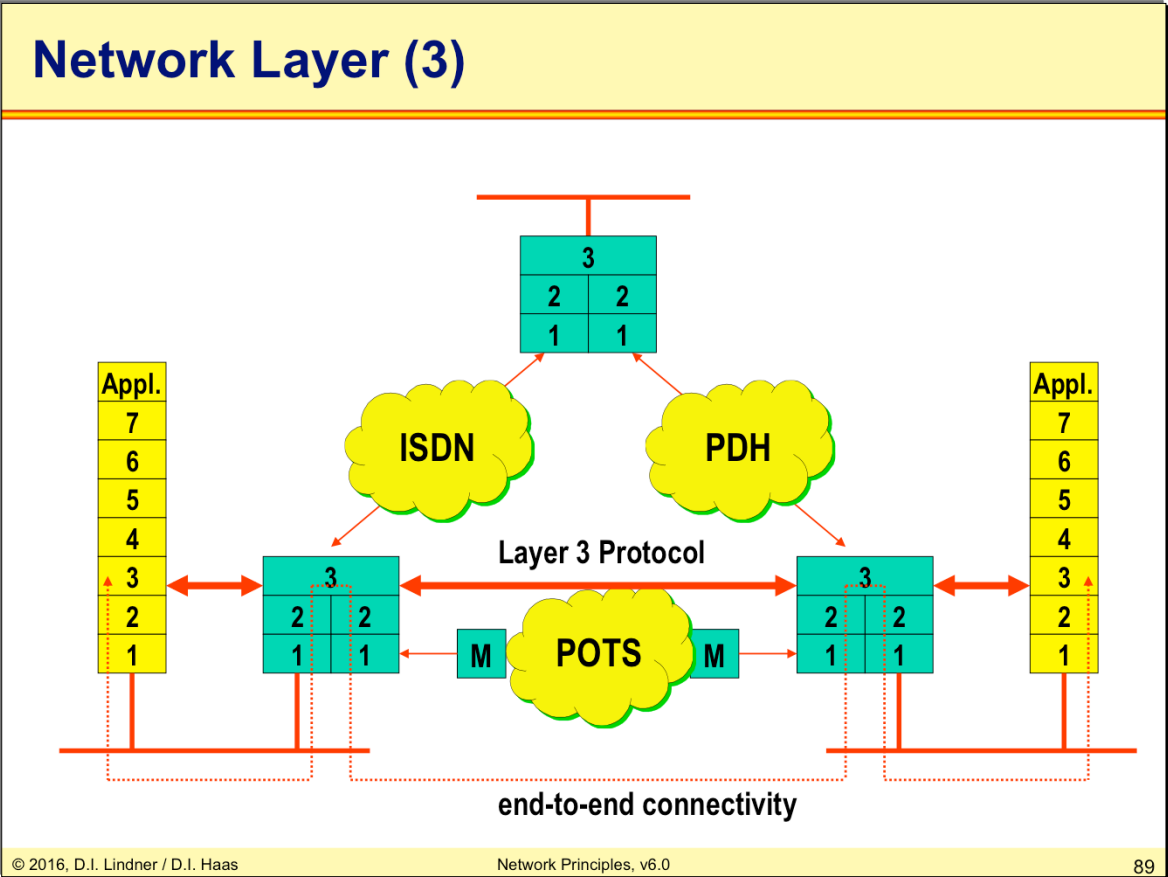 Network Layer (3)
3
2 2
1 1
Appl.
7
6
5
4
3
2
1
ISDN
PDH
Appl.
7
6
5
4
3
2
1
Layer 3 Protocol
3
2 2
1 1
M
POTS
M
3
2 2
1 1
end-to-end connectivity
© 2016, D.I. Lindner / D.I. Haas
Network Principles, v6.0
89